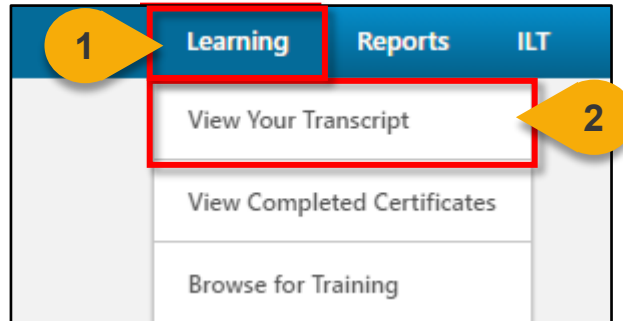 1 Learning Reports ILT
View Your Transcript 2
View Completed Certificates
Browse for Training